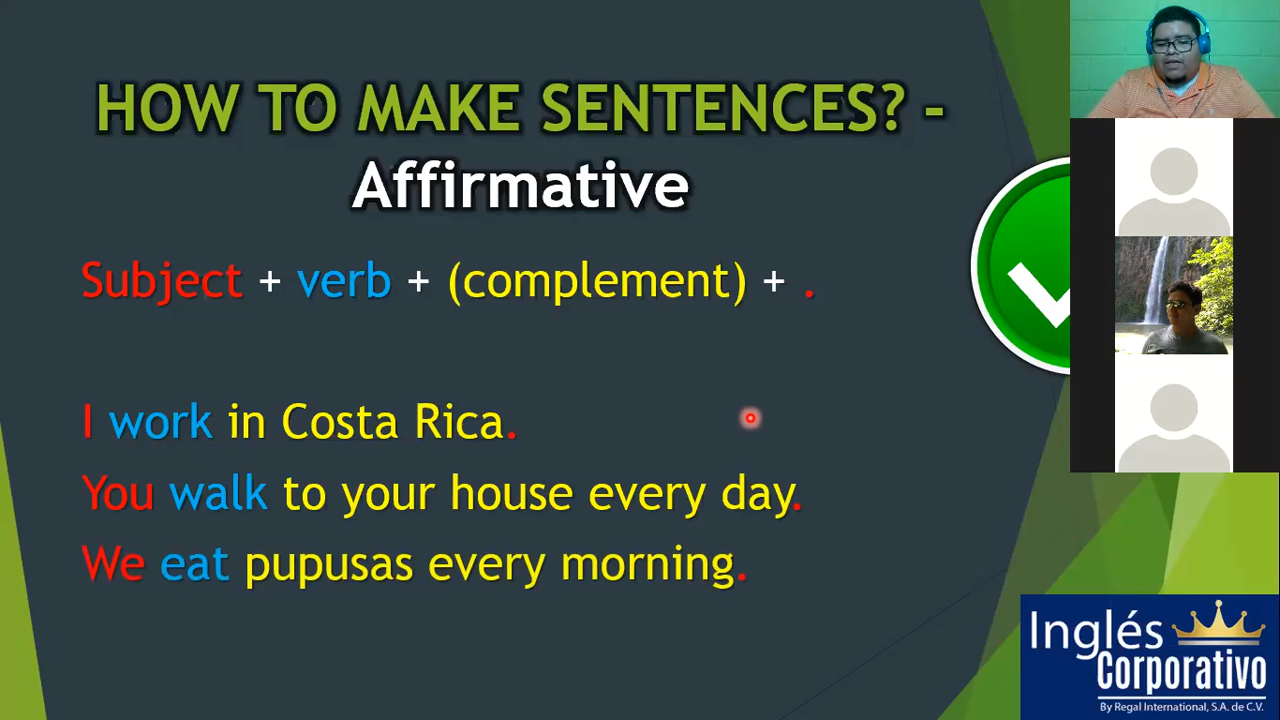 HOW TO MAKE SENTENCES? -
Affirmative
Subject + verb + (complement) + .
I work in Costa Rica.
You walk to your house every day.
We eat pupusas every morning.
Inglés
Corporativo
By Regal International, S.A. de C.V.